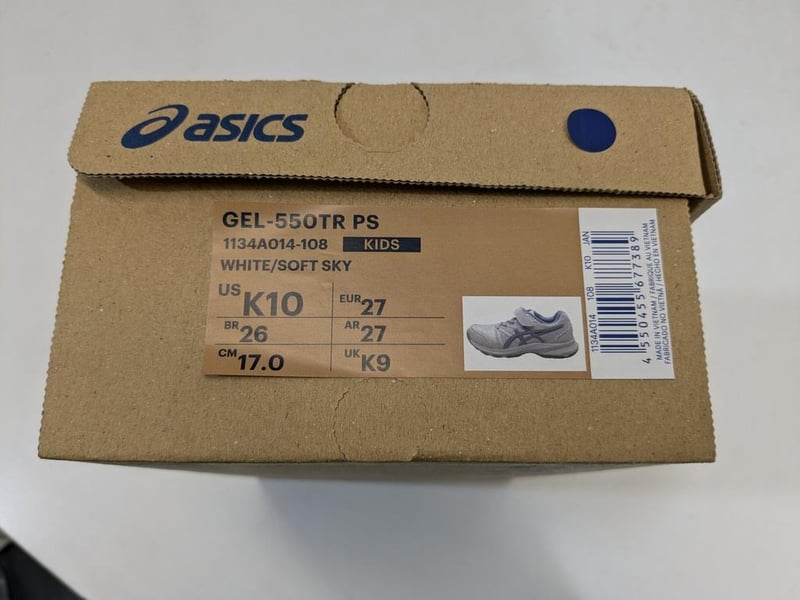 asics
GEL-550TR PS
1134A014-108 KIDS
WHITE/SOFT SKY
US K10
EUR 27
BR 26
AR 27
CM 17.0
UK K9
1134A014 108 K10 JAN
4 550455 677389
MADE IN VIETNAM / FABRIQUE AU VIETNAM
FABRICADO NO VIETNÃ / HECHO EN VIETNAM